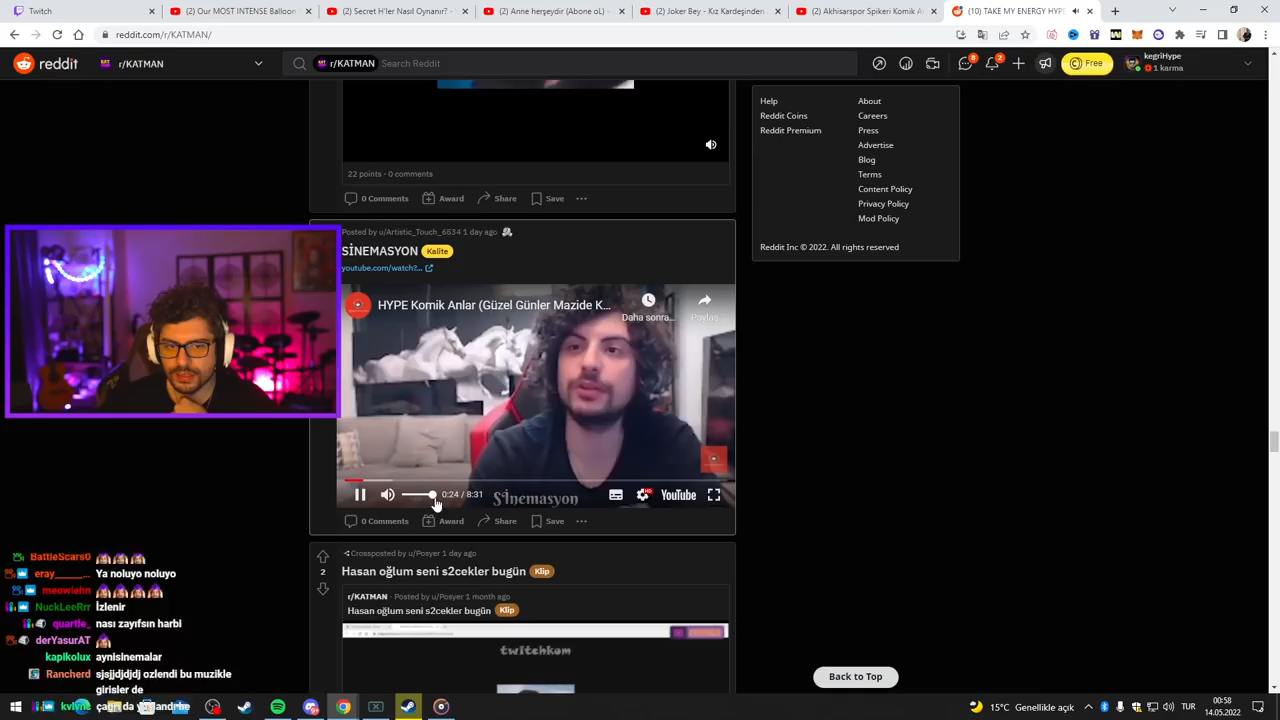 Twitch
(2) Our MOST INTENSE Balloon
(2) Secret H'ler Nasıl Oynanır? -
(2) Anne herşeydir (Abone oL) -
(2) Joker Bey - Kız Kardeşinden
(2) Akhisarspor Spikeri Komik A
(10) TAKE MY ENERGY HYPE
reddit.com/r/KATMAN/
reddit
r/KATMAN
r/KATMAN
Search Reddit
8
2
Free
kegriHype
1 karma
22 points · 0 comments
0 Comments
Award
Share
Save
Help
About
Reddit Coins
Careers
Reddit Premium
Press
Advertise
Blog
Terms
Content Policy
Privacy Policy
Mod Policy
Reddit Inc © 2022. All rights reserved
Posted by u/Artistic_Touch_6534 1 day ago
SİNEMASYON
Kalite
youtube.com/watch?...
HYPE Komik Anlar (Güzel Günler Mazide K...
Daha sonra...
Paylaş
0:24 / 8:31
Sinemasyon
HD
YouTube
0 Comments
Award
Share
Save
Crossposted by u/Posyer 1 day ago
2
Hasan oğlum seni s2cekler bugün
Klip
r/KATMAN · Posted by u/Posyer 1 month ago
Hasan oğlum seni s2cekler bugün
Klip
twitchkom
BattleScars0
eray_____...
Ya noluyo noluyo
meowiehn
NuckLeeRrr
İzlenir
quartle_
nası zayıfsın harbi
derYasurAT
kapikolux
aynisinemalar
Rancherd
sjsjjdjdjdj ozlendi bu muzikle
girisler de
Back to Top
15°C Genellikle açık
TUR
00:58
14.05.2022